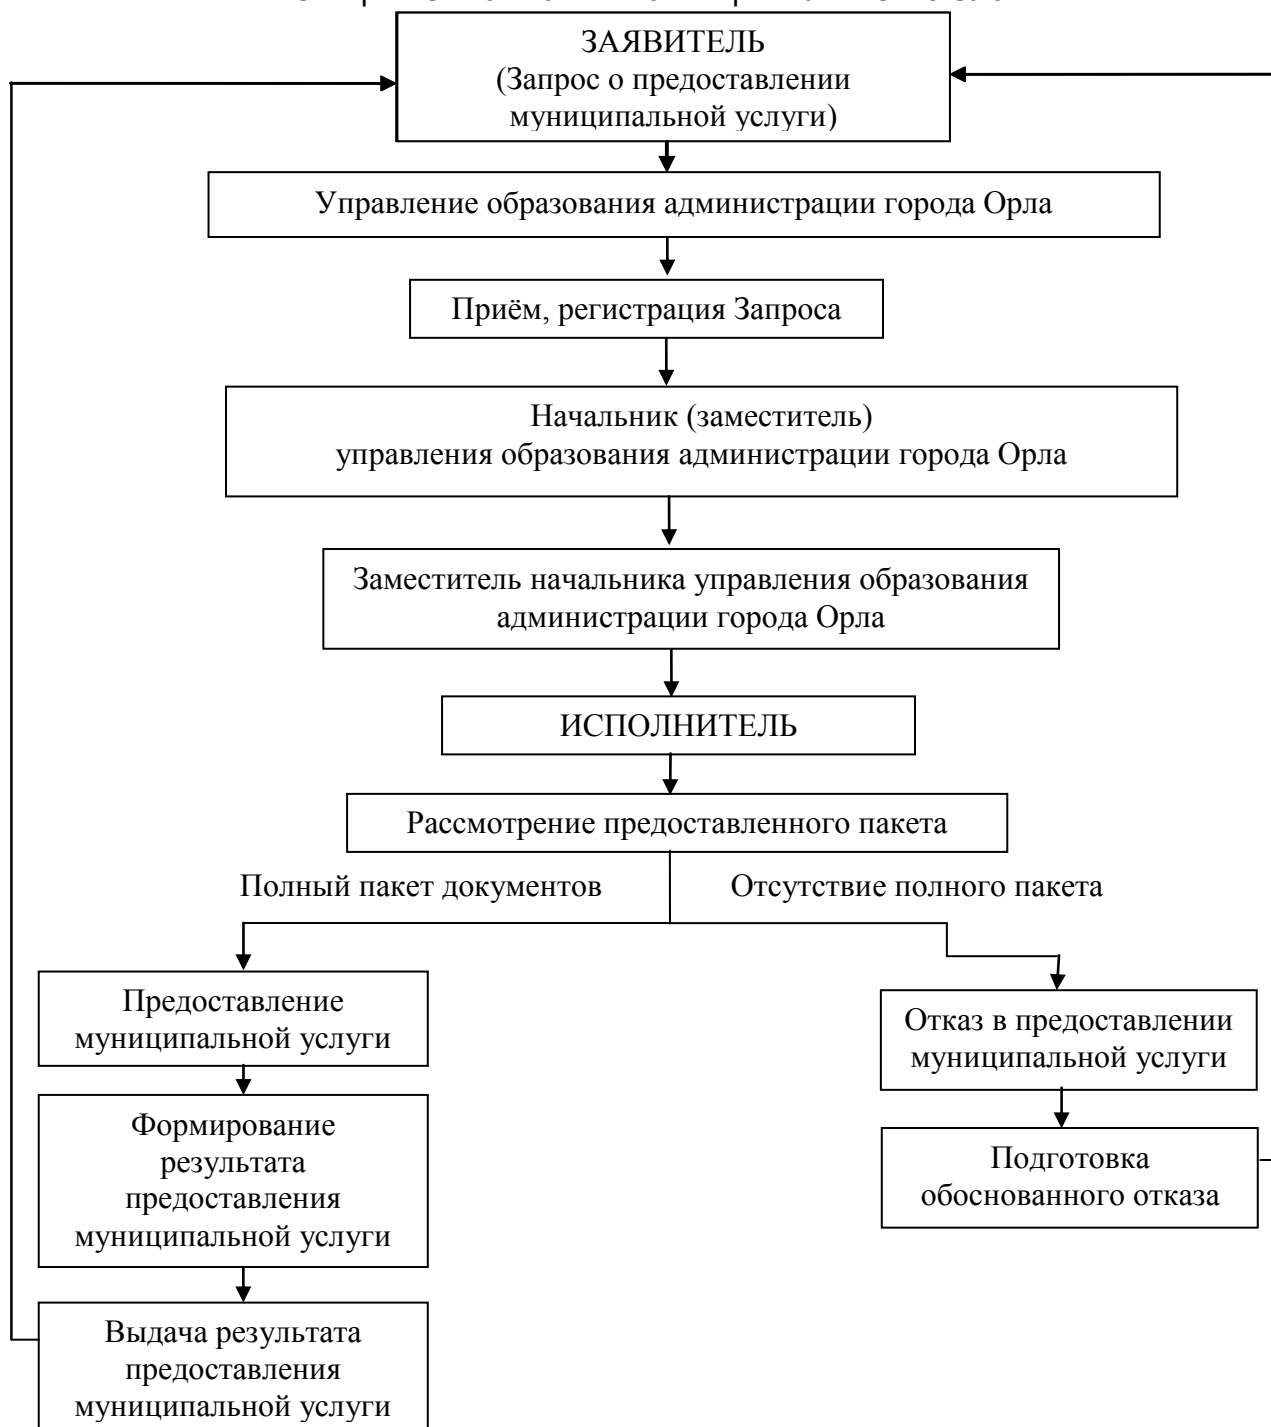 ЗАЯВИТЕЛЬ
(Запрос о предоставлении
муниципальной услуги)
Управление образования администрации города Орла
Приём, регистрация Запроса
Начальник (заместитель)
управления образования администрации города Орла
Заместитель начальника управления образования
администрации города Орла
ИСПОЛНИТЕЛЬ
Рассмотрение предоставленного пакета
Полный пакет документов
Отсутствие полного пакета
Предоставление
муниципальной услуги
Отказ в предоставлении
муниципальной услуги
Формирование
результата
предоставления
муниципальной услуги
Подготовка
обоснованного отказа
Выдача результата
предоставления
муниципальной услуги